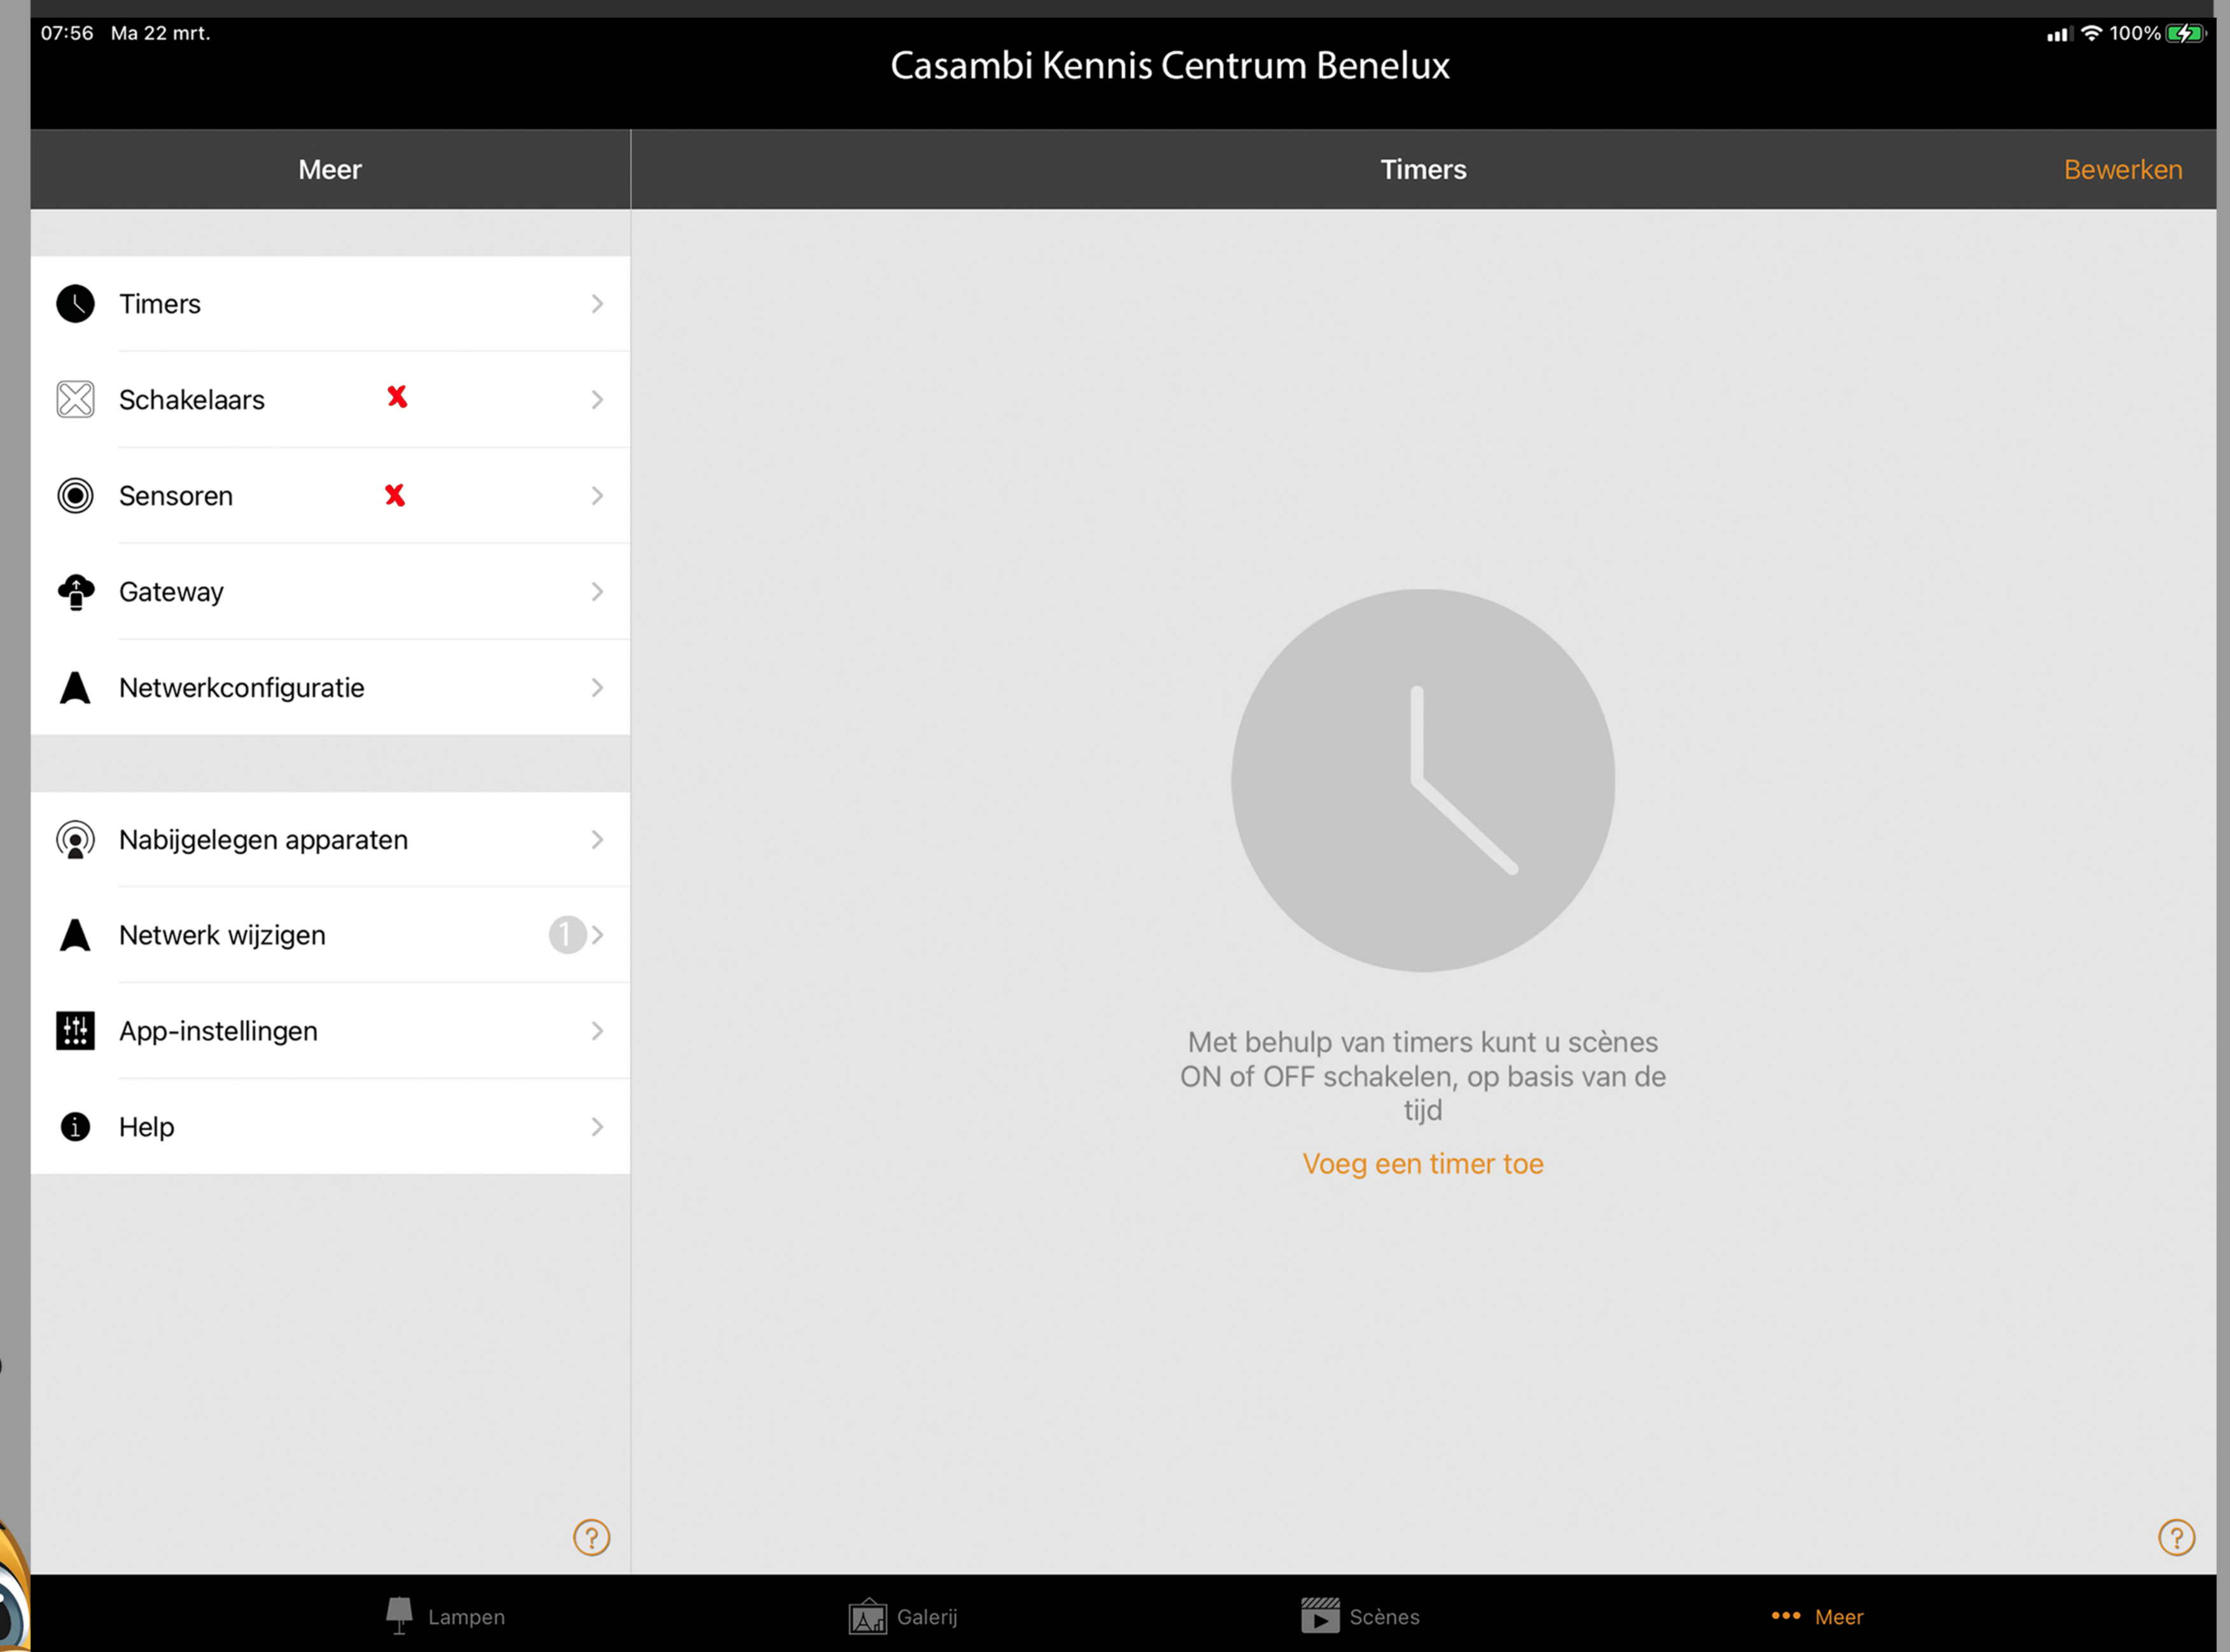 07:56 Ma 22 mrt.
100%
Casambi Kennis Centrum Benelux
Meer
Timers
Bewerken
Timers
Schakelaars
Sensoren
Gateway
Netwerkconfiguratie
Nabijgelegen apparaten
Netwerk wijzigen 1
App-instellingen
Help
Met behulp van timers kunt u scènes
ON of OFF schakelen, op basis van de
tijd
Voeg een timer toe
?
?
Lampen
Galerij
Scènes
Meer